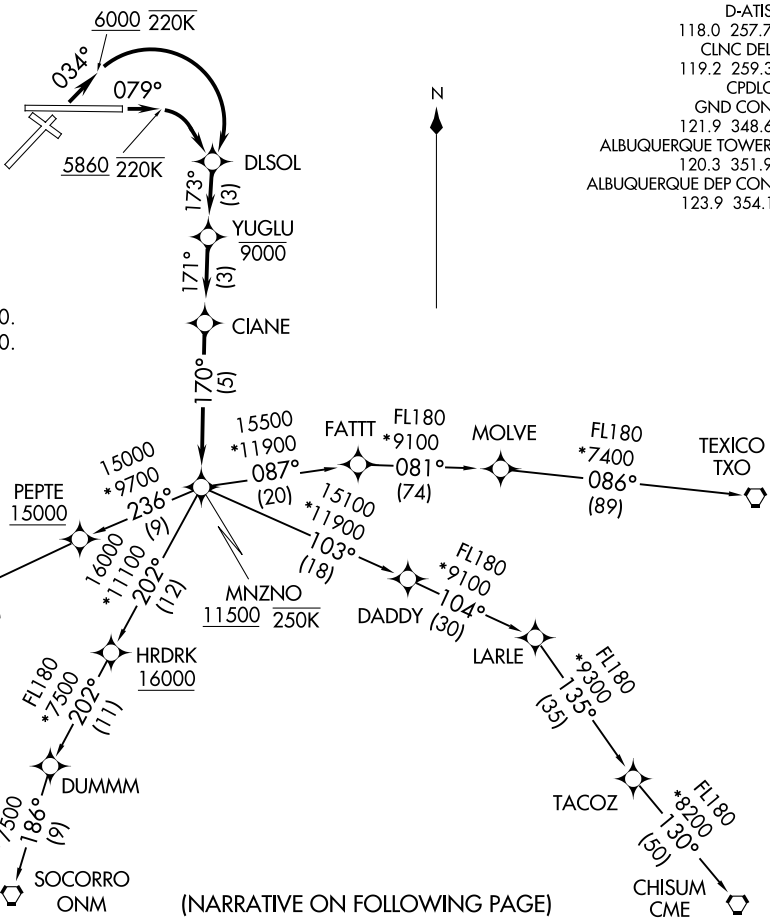 6000 220K
034°
079°
5860 220K
D-ATIS
118.0 257.7
CLNC DEL
119.2 259.3
CPDLC
GND CON
121.9 348.6
ALBUQUERQUE TOWER
120.3 351.9
ALBUQUERQUE DEP CON
123.9 354.1
N
DLSOL
173°
(3)
YUGLU
9000
171°
(3)
CIANE
0.
0.
170°
(5)
15500
*11900
087°
(20)
FATTT
FL180
*9100
081°
(74)
MOLVE
FL180
*7400
086°
(89)
TEXICO
TXO
PEPTE
15000
15000
*9700
236°
(9)
16000
*11100
202°
(12)
MNZNO
11500 250K
15100
*11900
103°
(18)
DADDY
FL180
*9100
104°
(30)
LARLE
FL180
*9300
135°
(35)
TACOZ
FL180
*8200
130°
(50)
CHISUM
CME
HRDRK
16000
FL180
*7500
202°
(11)
DUMMM
7500
186°
(9)
SOCORRO
ONM
(NARRATIVE ON FOLLOWING PAGE)